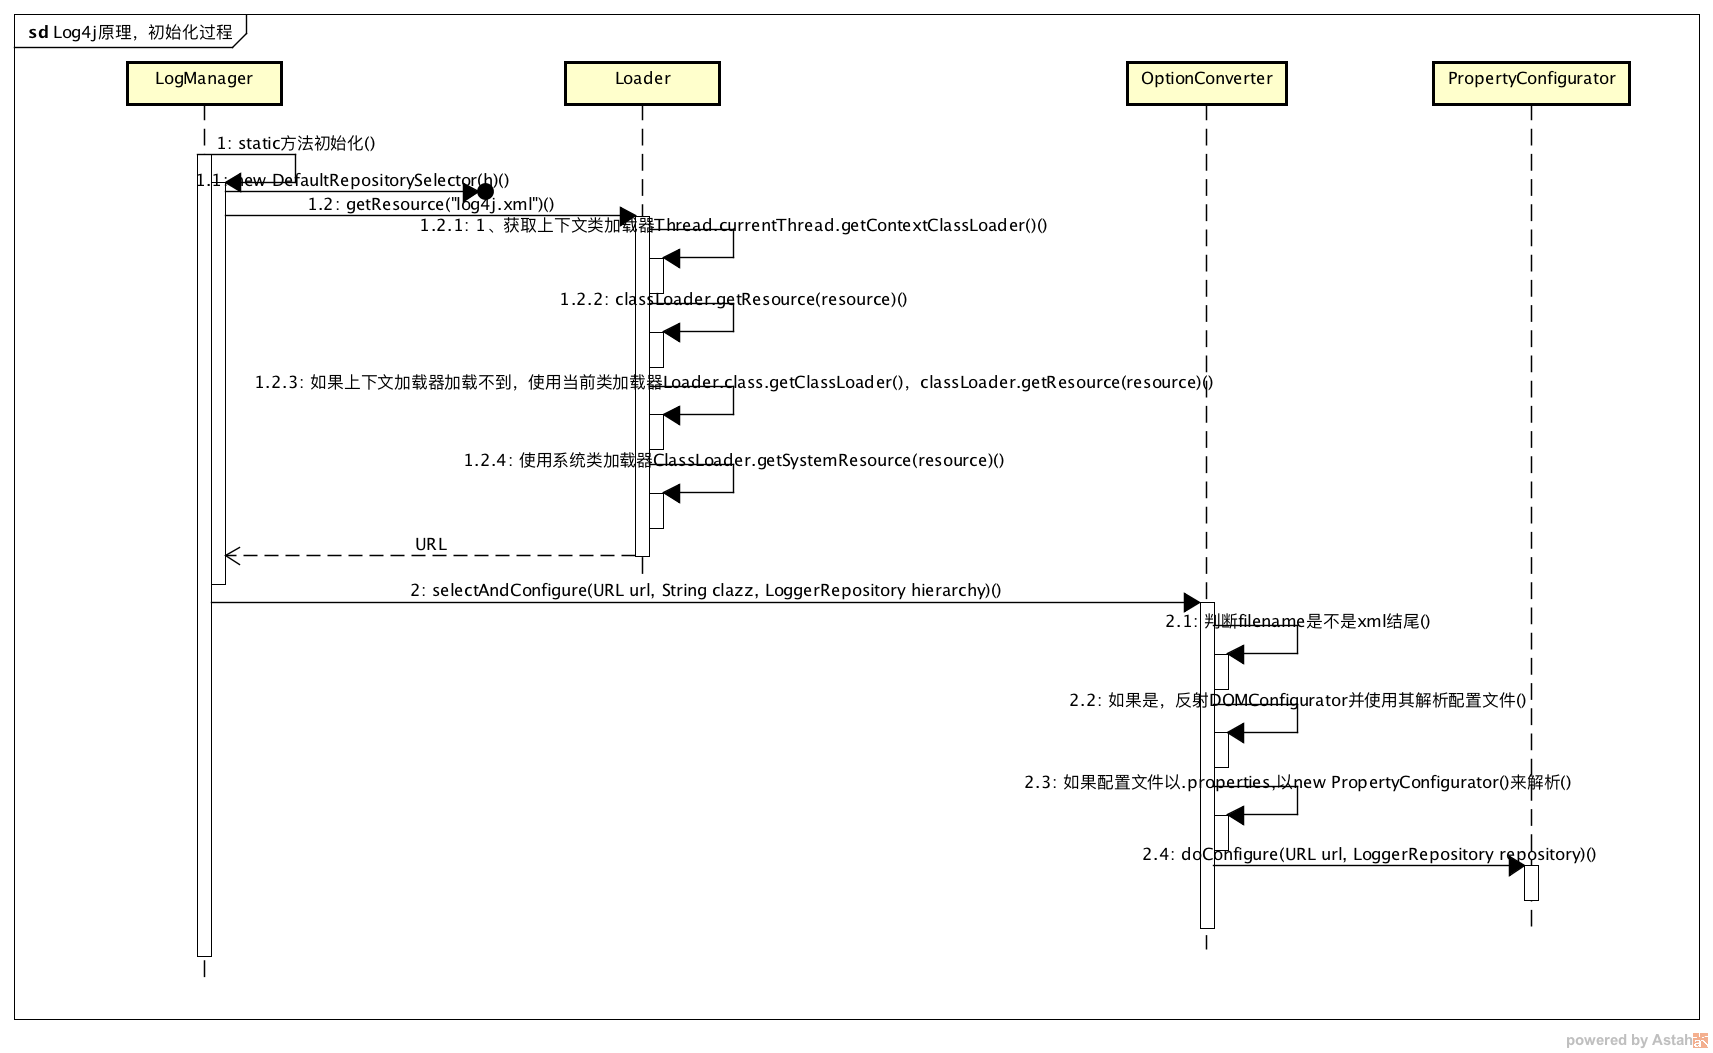 sd Log4j原理，初始化过程
LogManager
Loader
OptionConverter
PropertyConfigurator
1: static方法初始化()
1.1: new DefaultRepositorySelector(h)()
1.2: getResource("log4j.xml")()
1.2.1: 1、获取上下文类加载器Thread.currentThread.getContextClassLoader()()
1.2.2: classLoader.getResource(resource)()
1.2.3: 如果上下文加载器加载不到，使用当前类加载器Loader.class.getClassLoader()，classLoader.getResource(resource)()
1.2.4: 使用系统类加载器ClassLoader.getSystemResource(resource)()
URL
2: selectAndConfigure(URL url, String clazz, LoggerRepository hierarchy)()
2.1: 判断filename是不是xml结尾()
2.2: 如果是，反射DOMConfigurator并使用其解析配置文件()
2.3: 如果配置文件以.properties,以new PropertyConfigurator()来解析()
2.4: doConfigure(URL url, LoggerRepository repository)()
powered by Astah